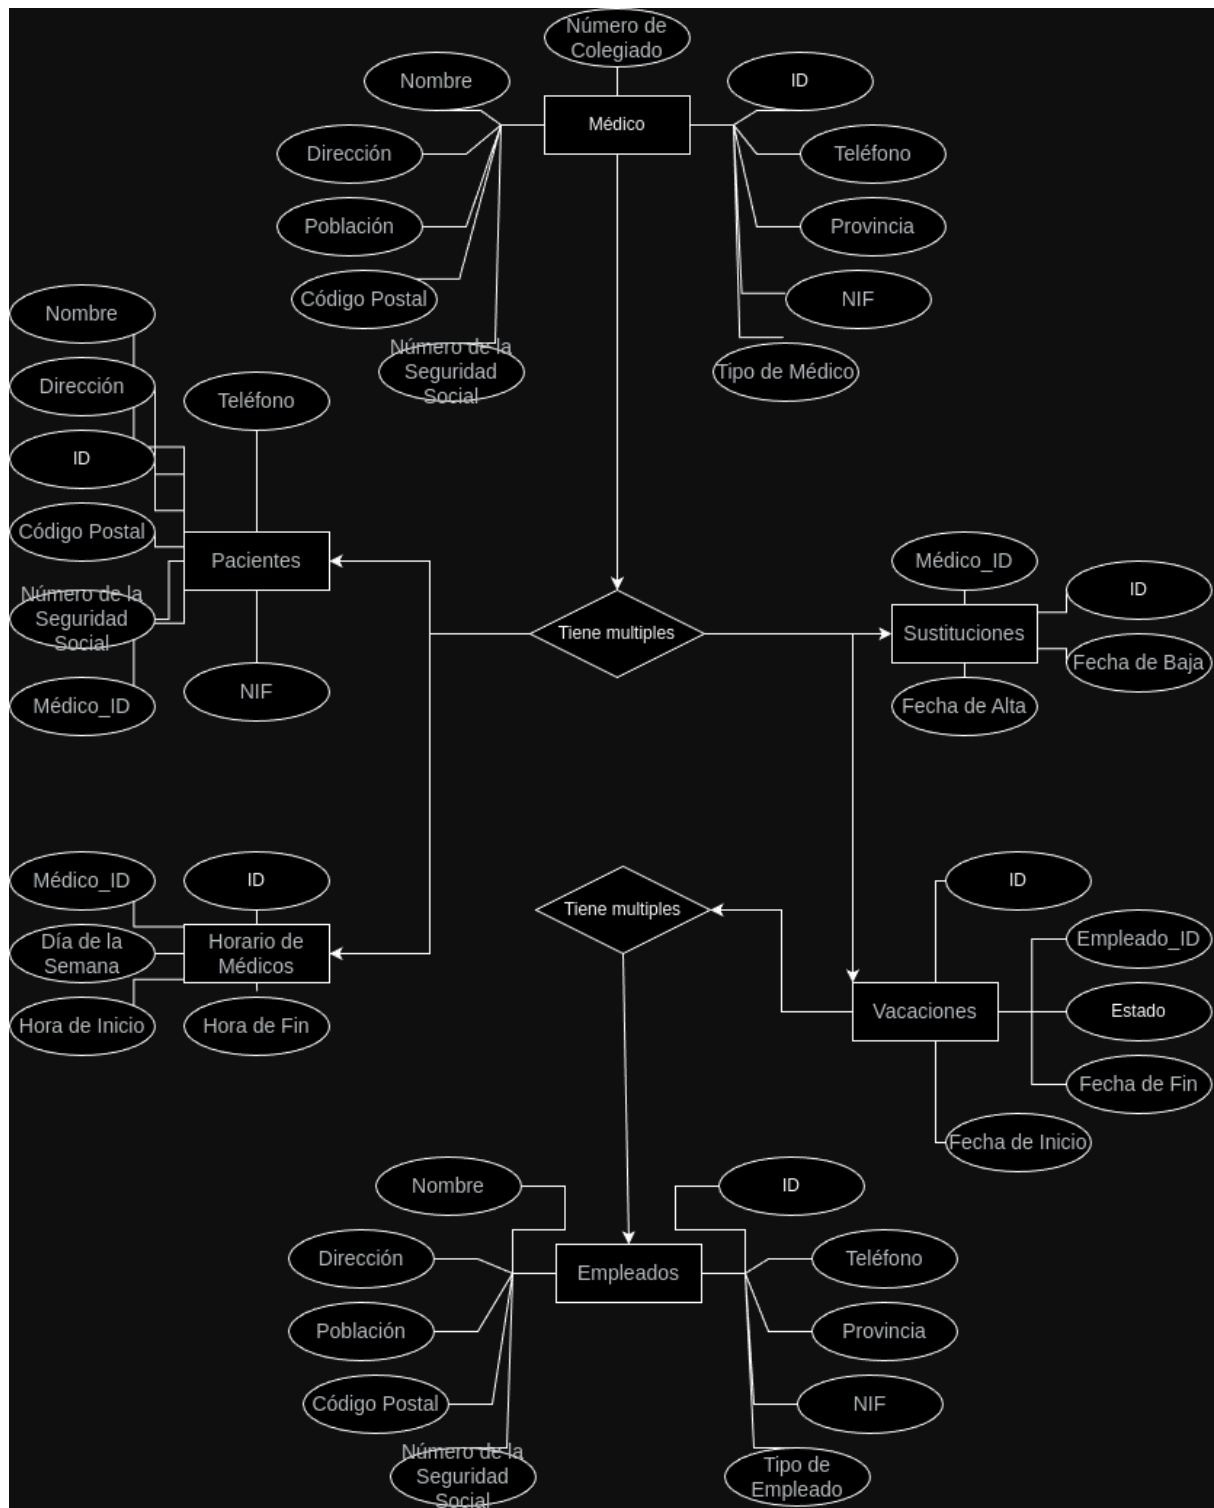 Número de
Colegiado
Nombre
ID
Médico
Dirección
Teléfono
Población
Provincia
Código Postal
NIF
Número de la
Seguridad
Social
Tipo de Médico
Nombre
Dirección
Teléfono
ID
Código Postal
Pacientes
Número de la
Seguridad
Social
Médico_ID
NIF
Tiene multiples
Médico_ID
ID
Sustituciones
Fecha de Baja
Fecha de Alta
Médico_ID
ID
Día de la
Semana
Horario de
Médicos
Hora de Inicio
Hora de Fin
Tiene multiples
ID
Empleado_ID
Vacaciones
Estado
Fecha de Fin
Fecha de Inicio
Nombre
ID
Dirección
Empleados
Teléfono
Población
Provincia
Código Postal
NIF
Número de la
Seguridad
Social
Tipo de
Empleado